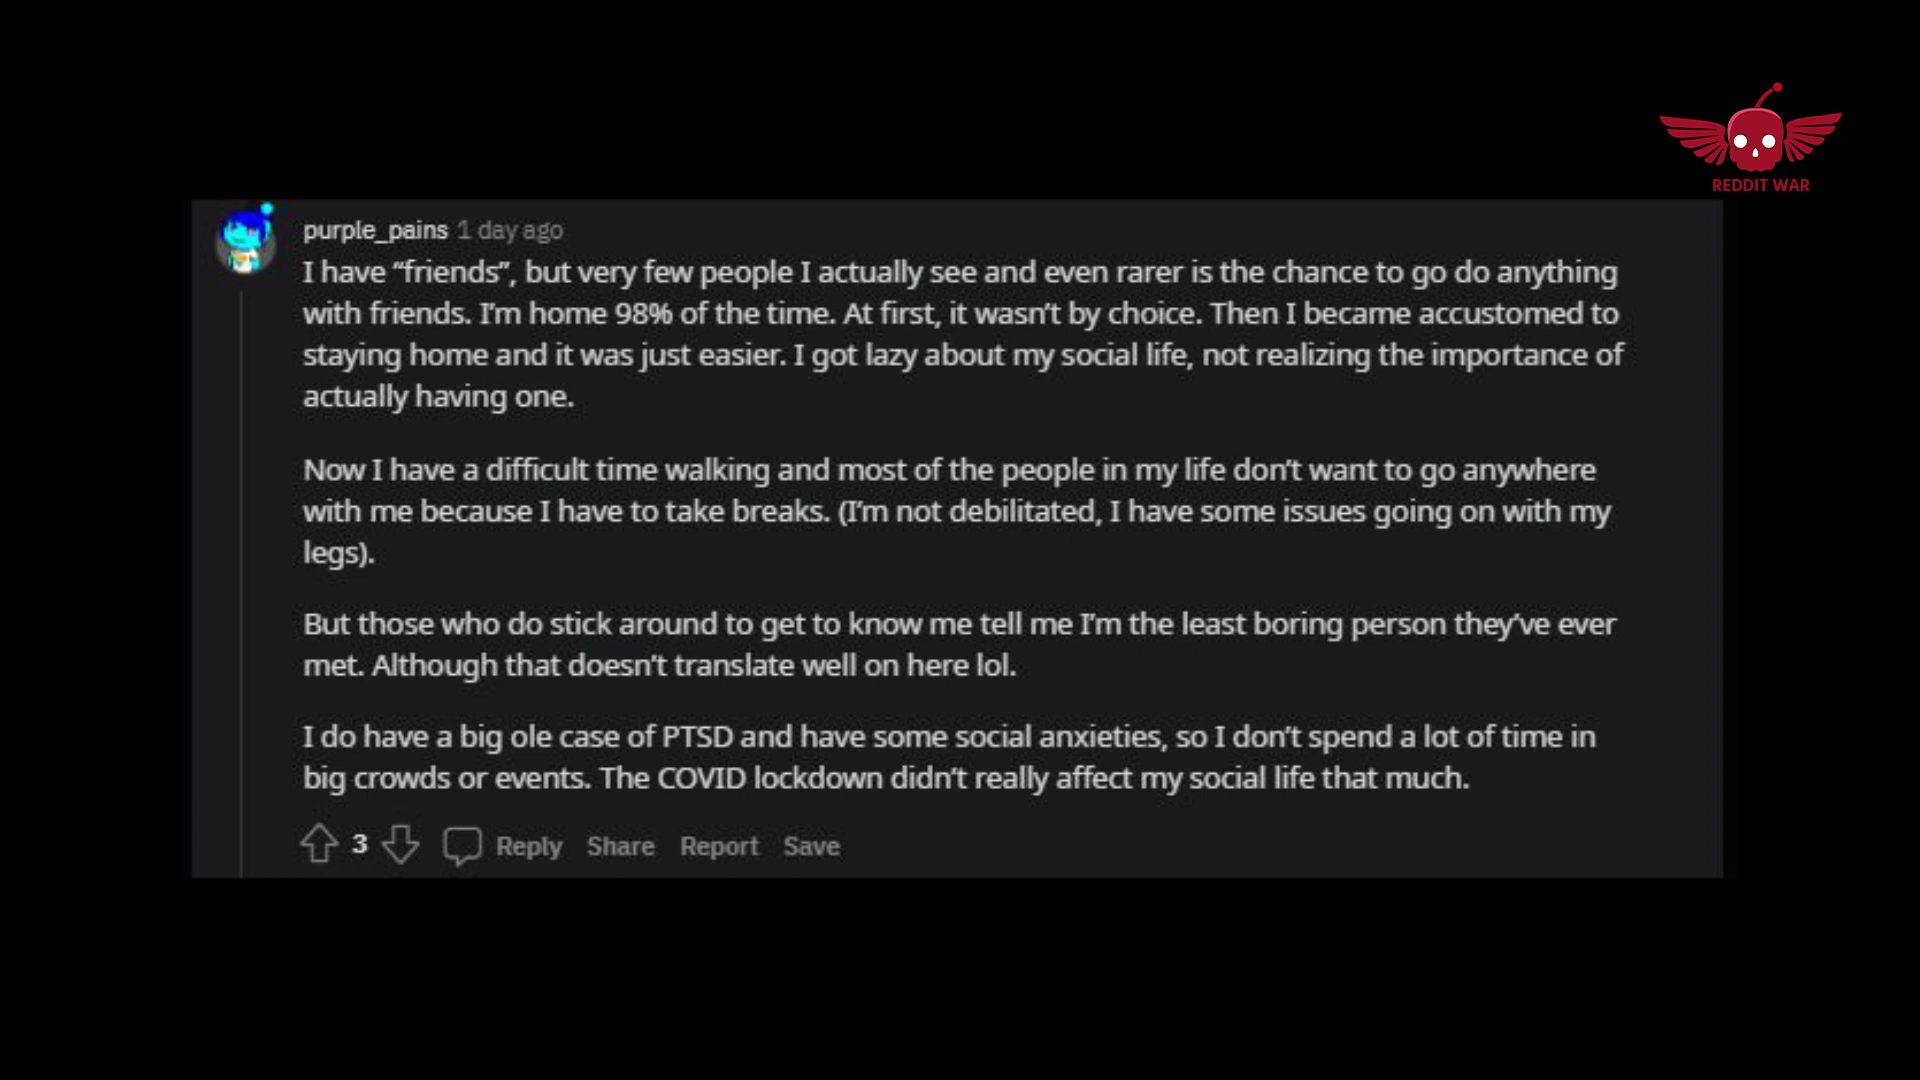 REDDIT WAR
purple_pains 1 day ago
I have “friends”, but very few people I actually see and even rarer is the chance to go do anything
with friends. I’m home 98% of the time. At first, it wasn’t by choice. Then I became accustomed to
staying home and it was just easier. I got lazy about my social life, not realizing the importance of
actually having one.
Now I have a difficult time walking and most of the people in my life don’t want to go anywhere
with me because I have to take breaks. (I’m not debilitated, I have some issues going on with my
legs).
But those who do stick around to get to know me tell me I’m the least boring person they’ve ever
met. Although that doesn’t translate well on here lol.
I do have a big ole case of PTSD and have some social anxieties, so I don’t spend a lot of time in
big crowds or events. The COVID lockdown didn’t really affect my social life that much.
3 Reply Share Report Save